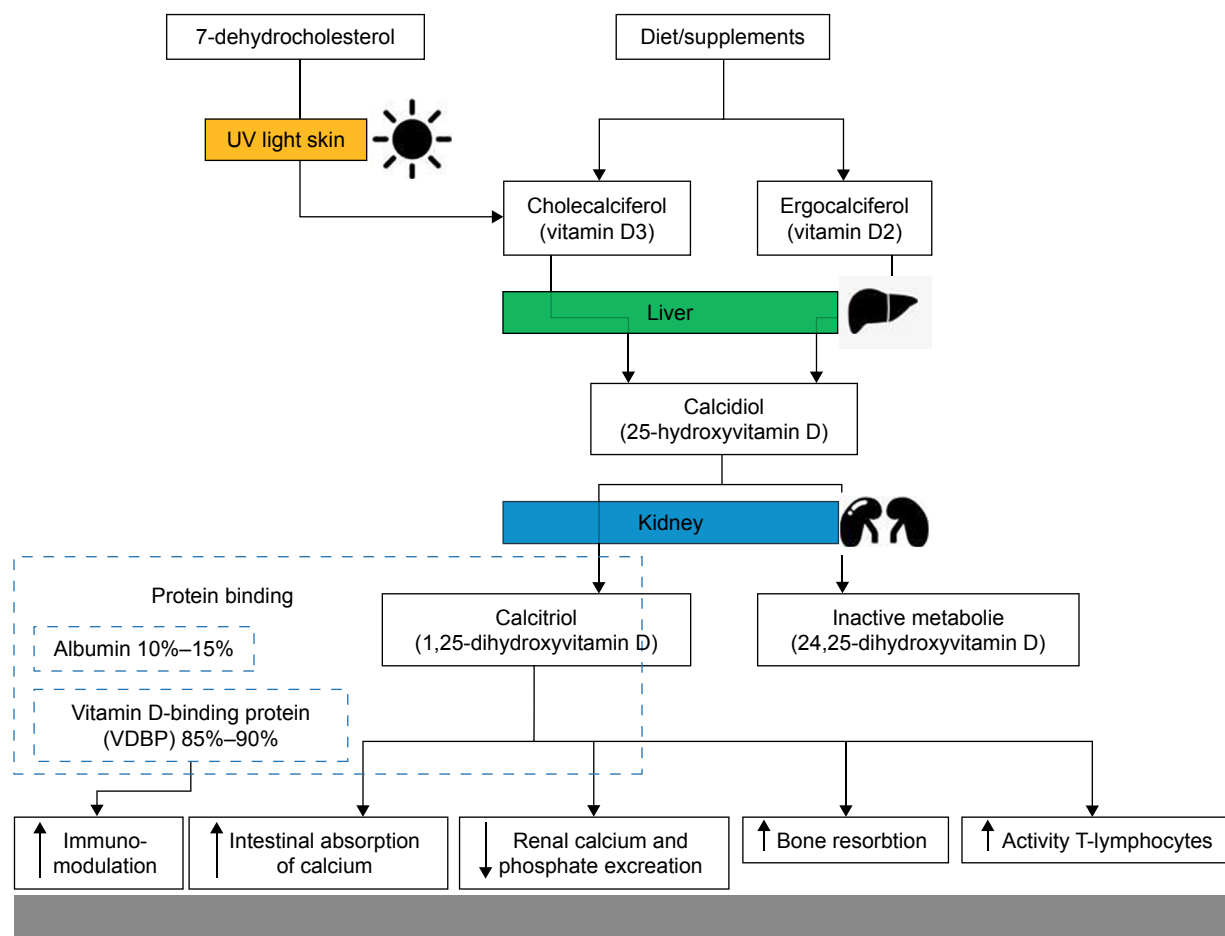 7-dehydrocholesterol
Diet/supplements
UV light skin
Cholecalciferol
(vitamin D3)
Ergocalciferol
(vitamin D2)
Liver
Calcidiol
(25-hydroxyvitamin D)
Kidney
Protein binding
Albumin 10%–15%
Vitamin D-binding protein
(VDBP) 85%–90%
Calcitriol
(1,25-dihydroxyvitamin D)
Inactive metabolie
(24,25-dihydroxyvitamin D)
Immuno-
modulation
Intestinal absorption
of calcium
Renal calcium and
phosphate excreation
Bone resorbtion
Activity T-lymphocytes